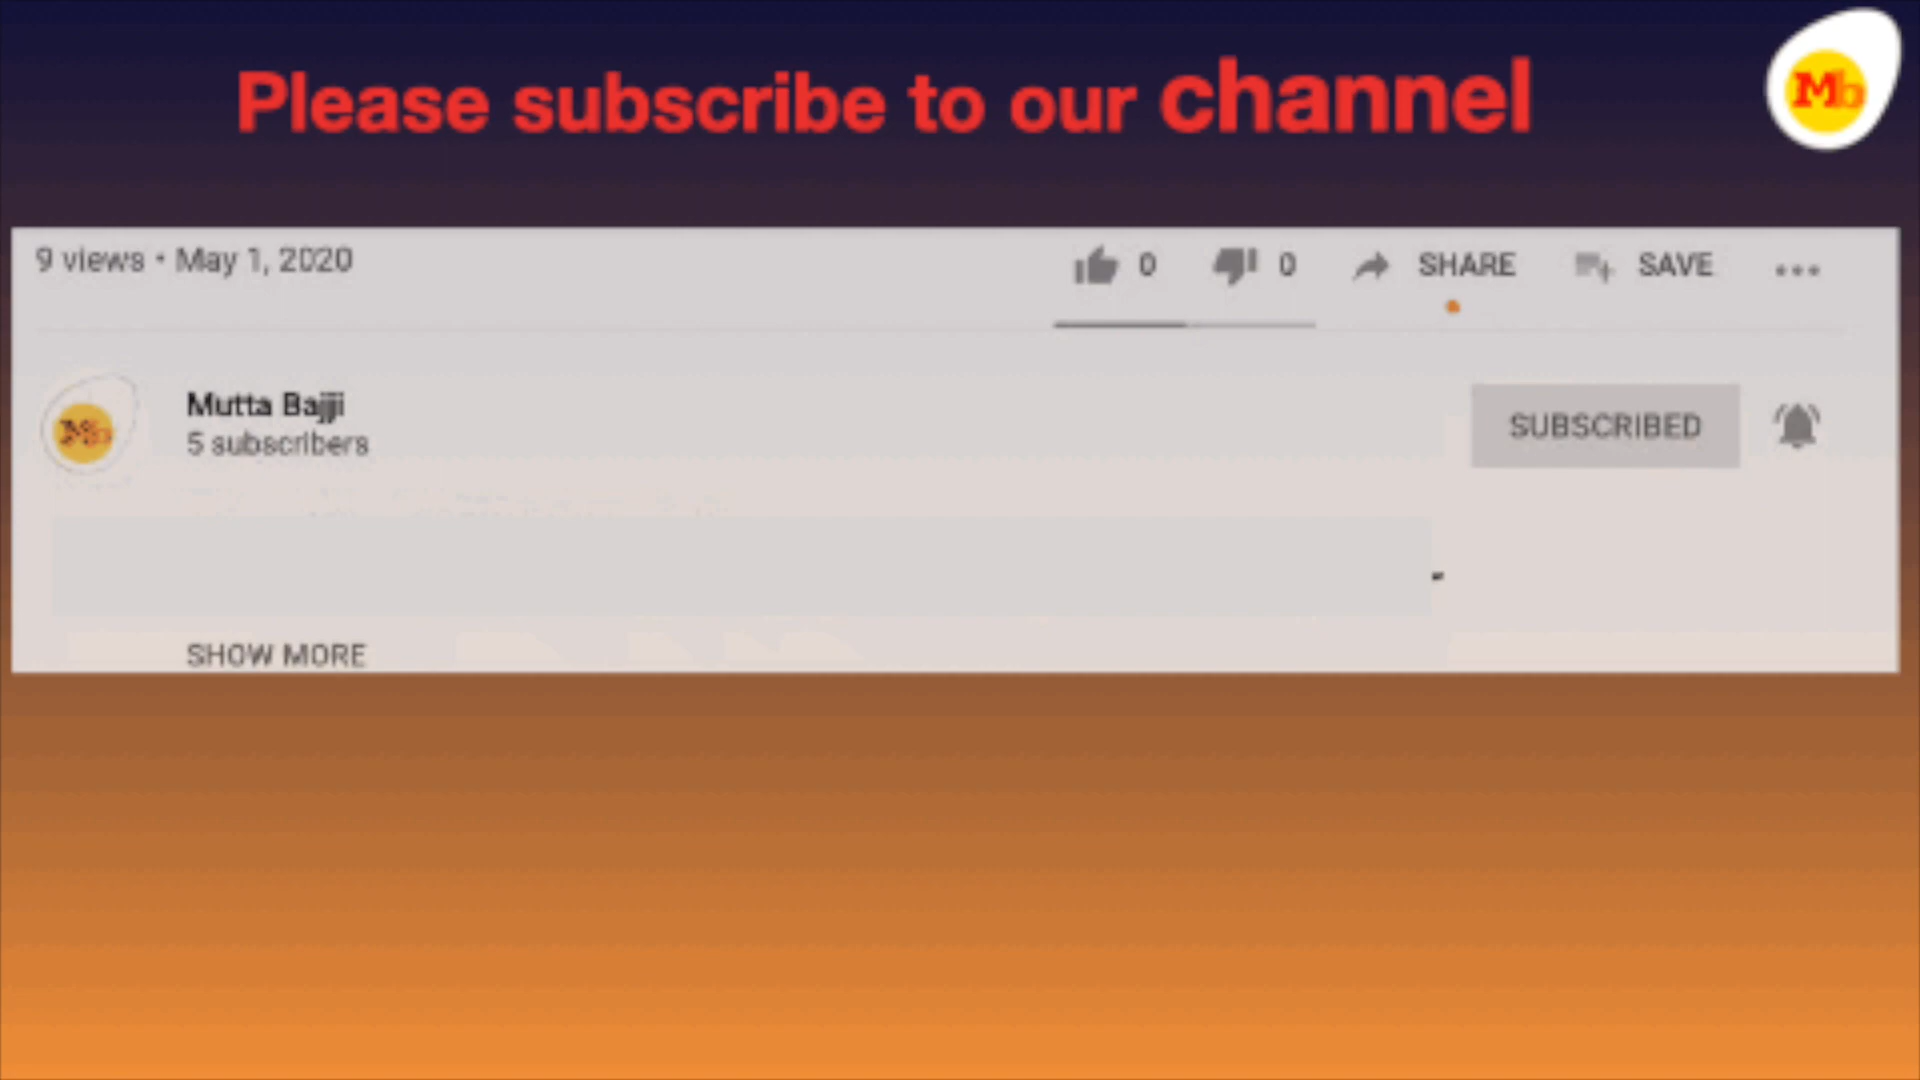 Please subscribe to our channel
Mb
9 views • May 1, 2020
0 0 SHARE SAVE
Mb
Mutta Bajji
5 subscribers
SUBSCRIBED
SHOW MORE